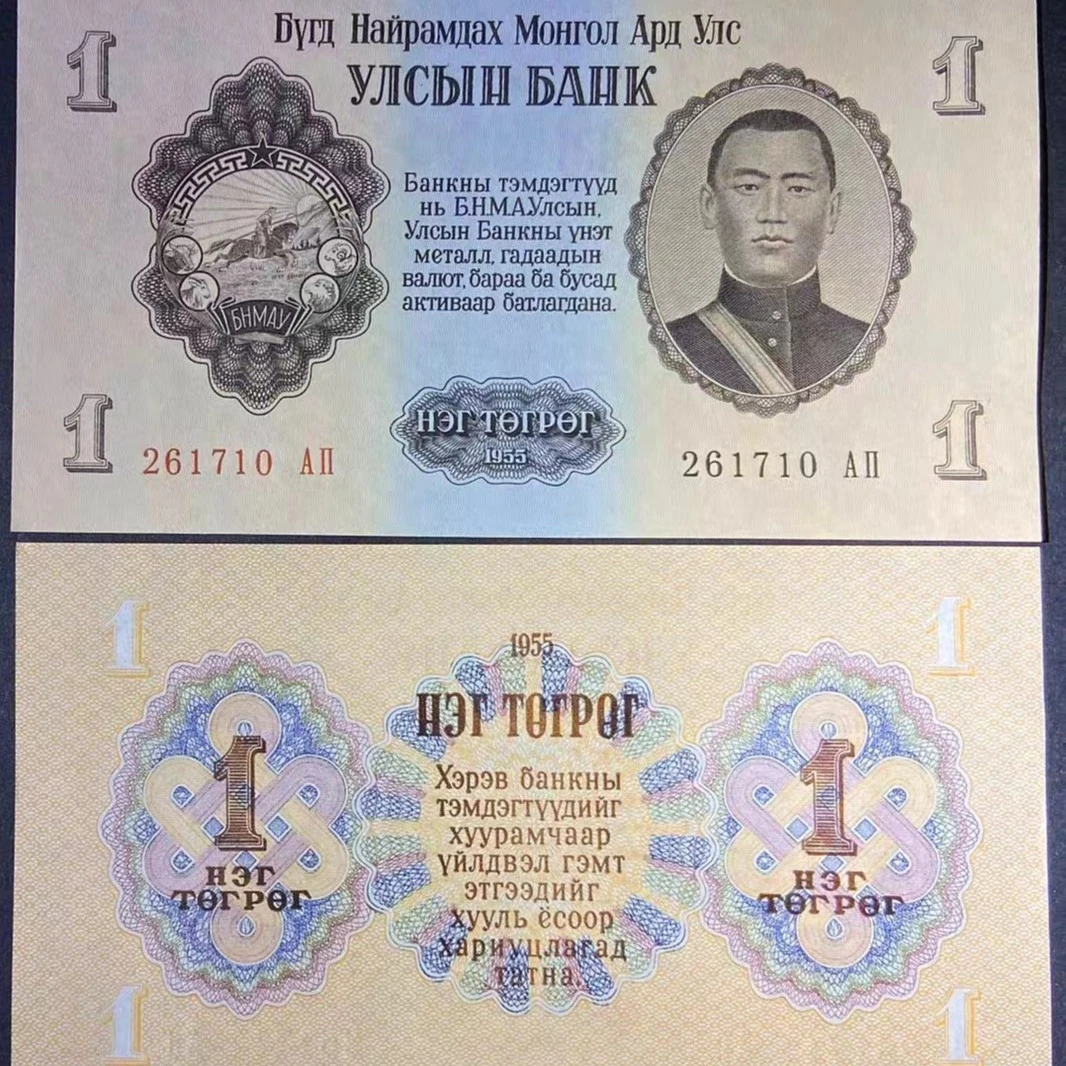 Бүгд Найрамдах Монгол Ард Улс
УЛСЫН БАНК
1
1
Банкны тэмдэгтүүд
нь Б.Н.М.А.Улсын,
Улсын Банкны үнэт
металл, гадаадын
валют, бараа ба бусад
активаар батлагдана.
БНМАУ
НЭГ ТӨГРӨГ
1955
1
1
261710 АП
261710 АП
1
1
1955
НЭГ ТӨГРӨГ
Хэрэв банкны
тэмдэгтүүдийг
хуурамчаар
үйлдвэл гэмт
этгээдийг
хууль ёсоор
хариуцлагад
татна.
1
НЭГ
ТӨГРӨГ
1
НЭГ
ТӨГРӨГ
1
1